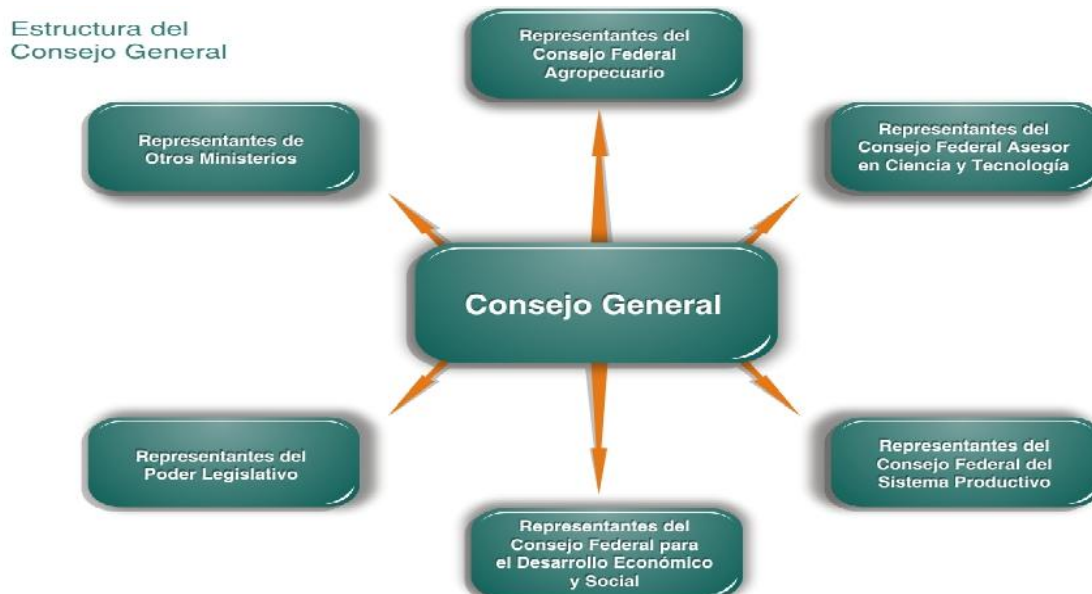 Estructura del
Consejo General
Representantes del
Consejo Federal
Agropecuario
Representantes de
Otros Ministerios
Representantes del
Consejo Federal Asesor
en Ciencia y Tecnología
Consejo General
Representantes del
Poder Legislativo
Representantes del
Consejo Federal del
Sistema Productivo
Representantes del
Consejo Federal para
el Desarrollo Económico
y Social